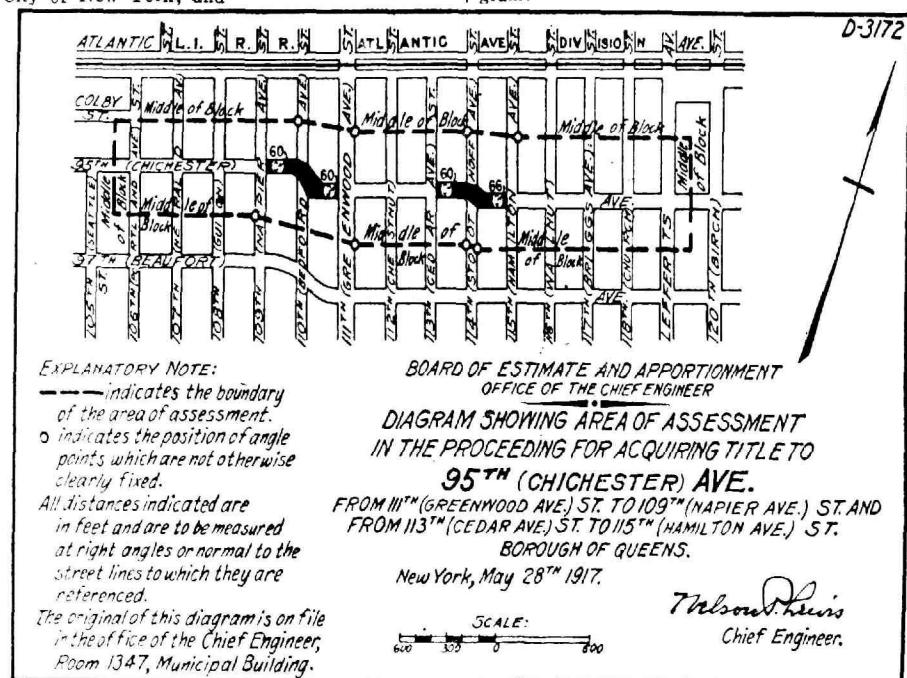 City of New York, and
D-3172
ATLANTIC ST. L.I. ST. R. ST. R. ST. ATL ST. ANTIC ST. AVE ST. DIV ST. ISIO ST. N AV. AVE. ST.
COLBY ST.
Middle of Block
Middle of Block
Middle of Block
Middle of Block
95TH (CHICHESTER)
60
60
60
66
AVE.
Middle of Block
Middle of Block
Middle of Block
Middle of Block
97TH (BEAUFORT)
AVE.
105TH (SEATTLE) ST.
106TH
107TH
108TH
109TH (NAPIER AVE.)
110TH (BEDFORD AVE.)
111TH (GREENWOOD AVE.) ST.
112TH (CHESTNUT)
113TH (CEDAR AVE.) ST.
114TH (STOOTHOFF AVE.)
115TH (HAMILTON AVE.)
116TH (WALNUT)
117TH (BRIGGS AVE.)
118TH (CHURCH)
LEFFERTS
120TH (BIRCH)
EXPLANATORY NOTE:
indicates the boundary
of the area of assessment.
indicates the position of angle
points which are not otherwise
clearly fixed.
All distances indicated are
in feet and are to be measured
at right angles or normal to the
street lines to which they are
referenced.
The original of this diagram is on file
in the office of the Chief Engineer,
Room 1347, Municipal Building.
BOARD OF ESTIMATE AND APPORTIONMENT
OFFICE OF THE CHIEF ENGINEER
DIAGRAM SHOWING AREA OF ASSESSMENT
IN THE PROCEEDING FOR ACQUIRING TITLE TO
95TH (CHICHESTER) AVE.
FROM 111TH (GREENWOOD AVE.) ST. TO 109TH (NAPIER AVE.) ST. AND
FROM 113TH (CEDAR AVE.) ST. TO 115TH (HAMILTON AVE.) ST.
BOROUGH OF QUEENS.
New York, May 28TH 1917.
SCALE:
600 300 0 600
Nelson P. Lewis
Chief Engineer.